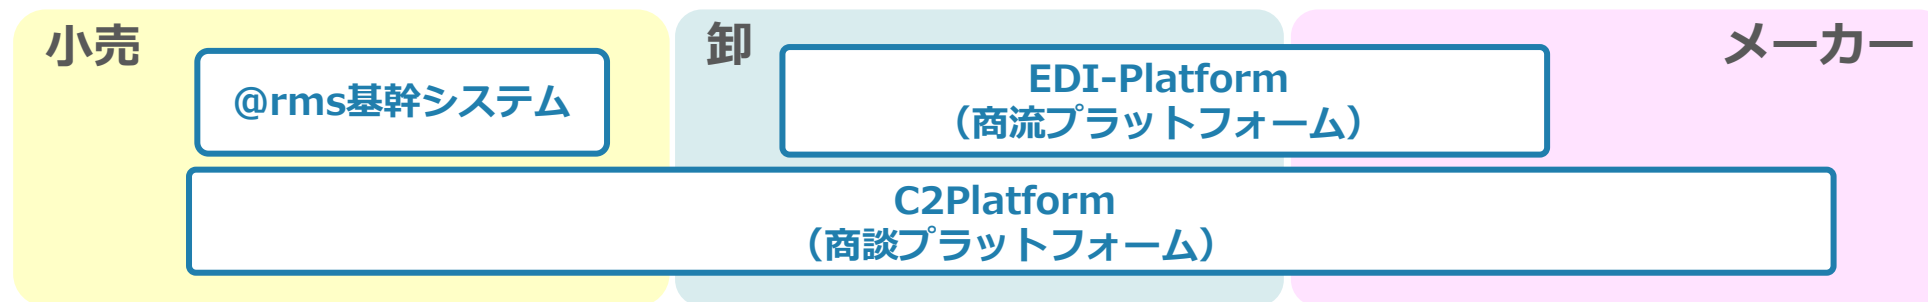 小売
卸
メーカー
@rms基幹システム
EDI-Platform
（商流プラットフォーム）
C2Platform
（商談プラットフォーム）